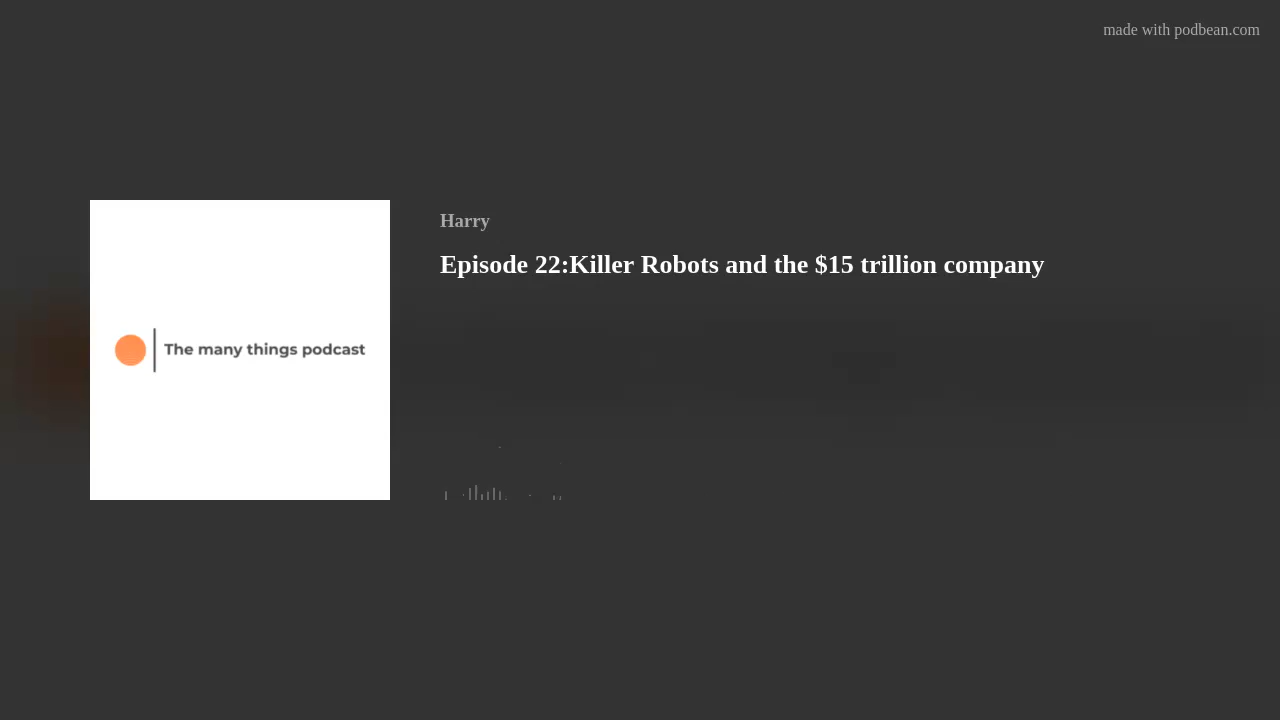 made with podbean.com
Harry
Episode 22:Killer Robots and the $15 trillion company
The many things podcast